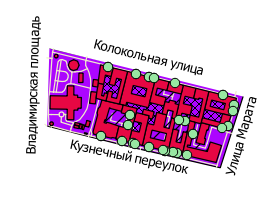 Колокольная улица
Владимирская площадь
Улица Марата
Кузнечный переулок